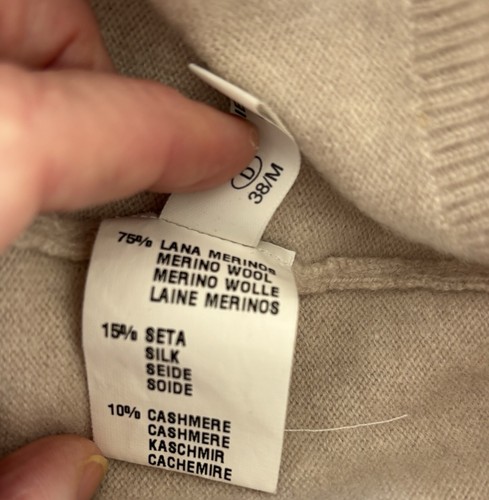 D
38/M
75% LANA MERINOS
MERINO WOOL
MERINO WOLLE
LAINE MERINOS
15% SETA
SILK
SEIDE
SOIDE
10% CASHMERE
CASHMERE
KASCHMIR
CACHEMIRE